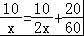 10/x = 10/2x + 20/60